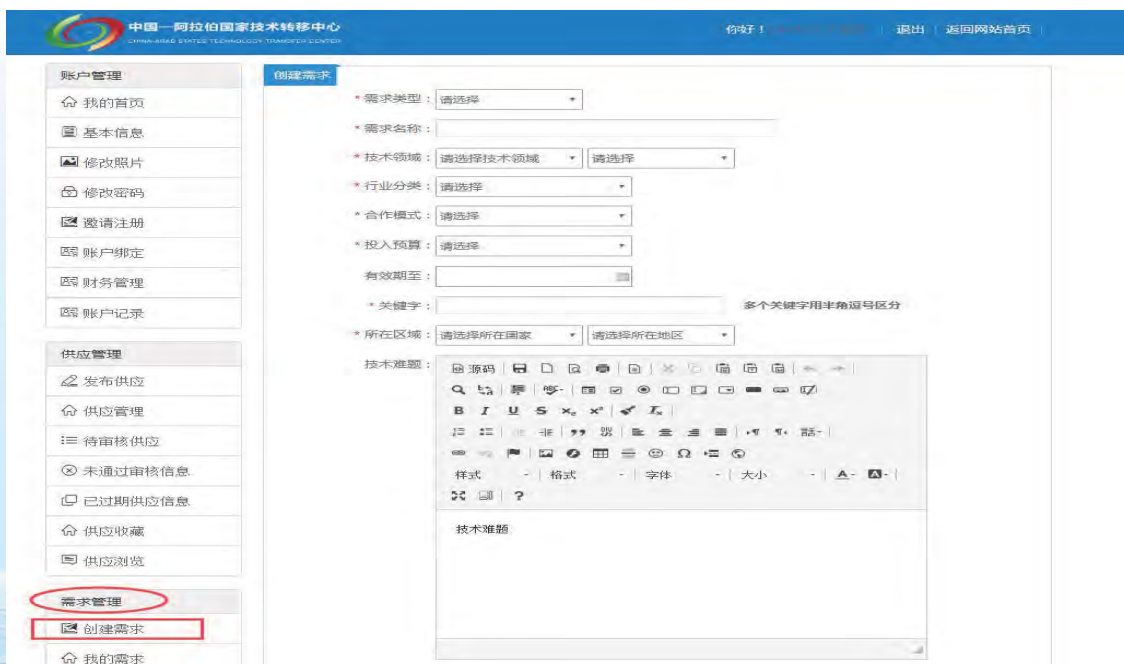 中国—阿拉伯国家技术转移中心
CHINA-ARAB STATES TECHNOLOGY TRANSFER CENTER
你好！
退出 | 返回网站首页
账户管理
我的首页
基本信息
修改照片
修改密码
邀请注册
账户绑定
财务管理
账户记录
供应管理
发布供应
供应管理
待审核供应
未通过审核信息
已过期供应信息
供应收藏
供应浏览
需求管理
创建需求
我的需求
创建需求
* 需求类型： 请选择
* 需求名称：
* 技术领域： 请选择技术领域 请选择
* 行业分类： 请选择
* 合作模式： 请选择
* 投入预算： 请选择
有效期至：
* 关键字： 多个关键字用半角逗号区分
* 所在区域： 请选择所在国家 请选择所在地区
技术难题： 源码
B I U S
样式 格式 字体 大小
技术难题